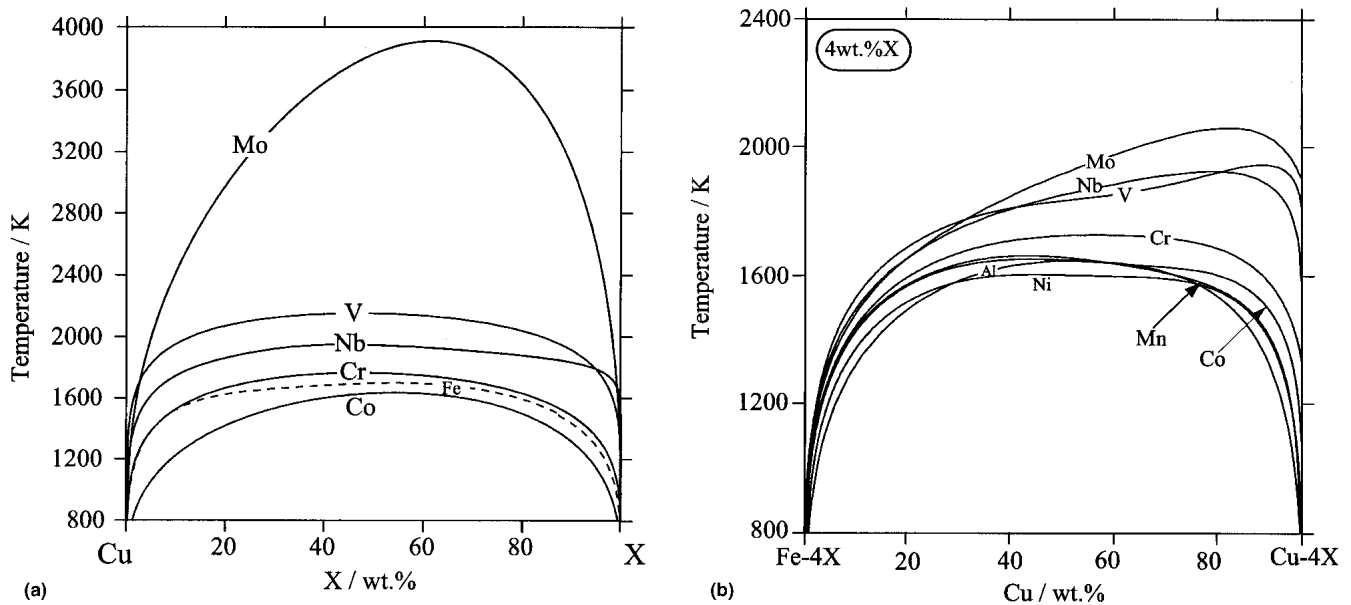 4000
3600
3200
2800
2400
2000
1600
1200
800
Temperature / K
Mo
V
Nb
Cr
Fe
Co
Cu
20
40
60
80
X
X / wt.%
(a)
2400
2000
1600
1200
800
Temperature / K
4wt.%X
Mo
Nb
V
Cr
Al
Ni
Mn
Co
Fe-4X
20
40
60
80
Cu-4X
Cu / wt.%
(b)